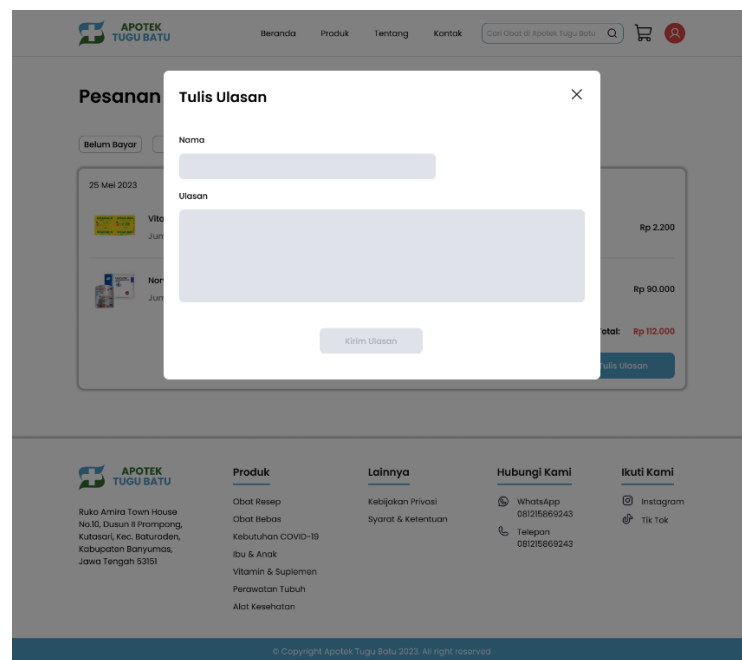 APOTEK
TUGU BATU
Beranda Produk Tentang Kontak Cari Obat di Apotek Tugu Batu
Pesanan
Tulis Ulasan
Belum Bayar
Nama
25 Mei 2023
Ulasan
Rp 2.200
Rp 90.000
Rp 112.000
Kirim Ulasan
Tulis Ulasan
APOTEK
TUGU BATU
Ruko Amira Town House
No.10, Dusun II Prompong,
Kutasari, Kec. Baturaden,
Kabupaten Banyumas,
Jawa Tengah 53151
Produk
Obat Resep
Obat Bebas
Kebutuhan COVID-19
Ibu & Anak
Vitamin & Suplemen
Perawatan Tubuh
Alat Kesehatan
Lainnya
Kebijakan Privasi
Syarat & Ketentuan
Hubungi Kami
WhatsApp
081215869243
Telepon
081215869243
Ikuti Kami
Instagram
Tik Tok
© Copyright Apotek Tugu Batu 2023. All right reserved